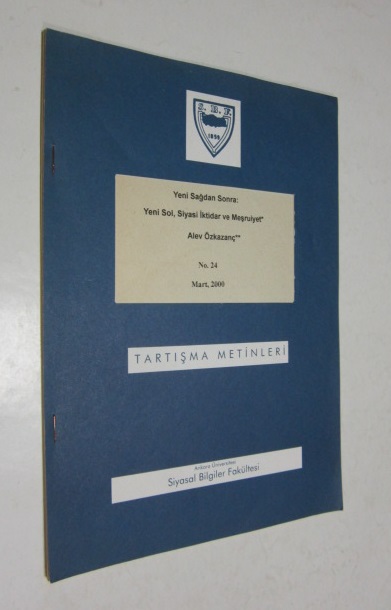 S.B.F.
1859
Yeni Sağdan Sonra:
Yeni Sol, Siyasi İktidar ve Meşruiyet*
Alev Özkazanç**
No. 24
Mart, 2000
TARTIŞMA METİNLERİ
Ankara Üniversitesi
Siyasal Bilgiler Fakültesi